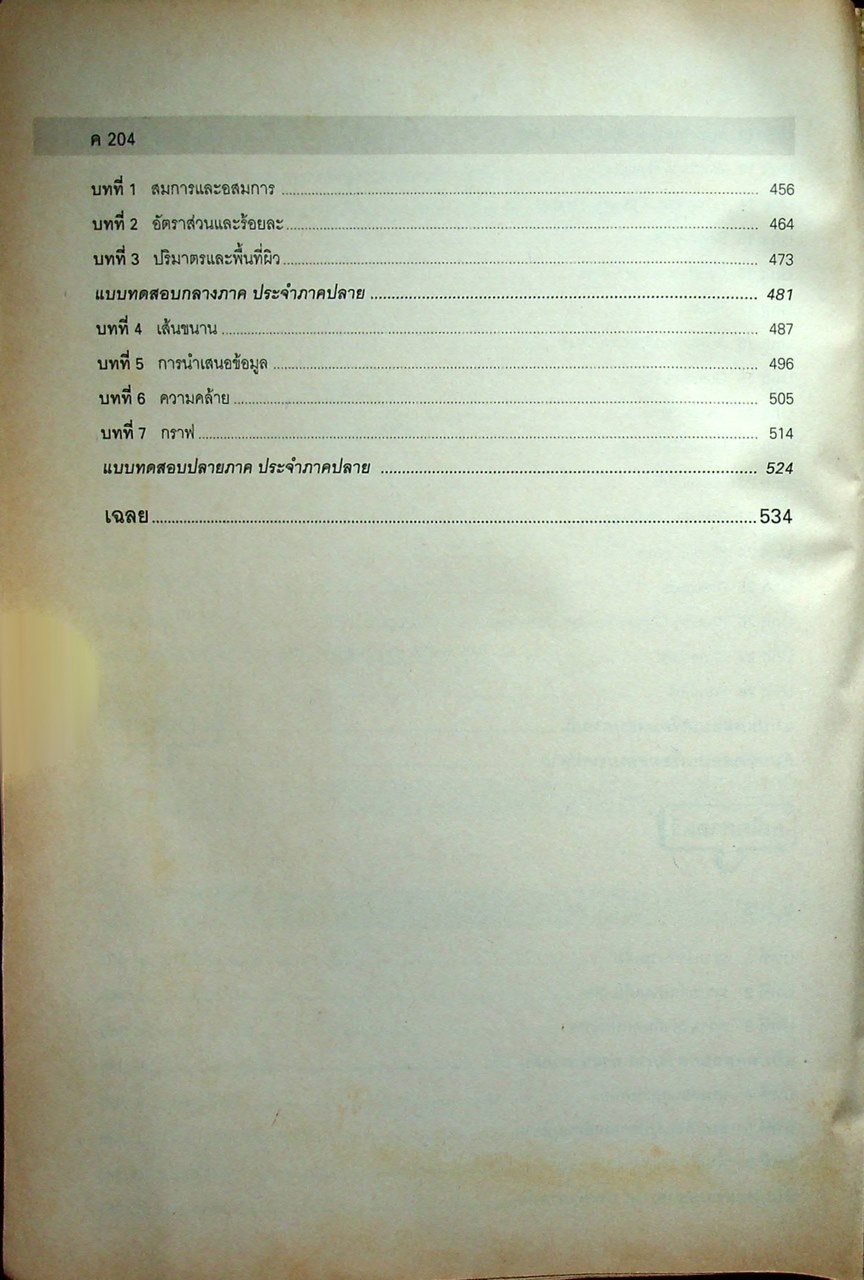 ค 204
บทที่ 1 สมการและอสมการ ........ 456
บทที่ 2 อัตราส่วนและร้อยละ ........ 464
บทที่ 3 ปริมาตรและพื้นที่ผิว ........ 473
แบบทดสอบกลางภาค ประจำภาคปลาย ........ 481
บทที่ 4 เส้นขนาน ........ 487
บทที่ 5 การนำเสนอข้อมูล ........ 496
บทที่ 6 ความคล้าย ........ 505
บทที่ 7 กราฟ ........ 514
แบบทดสอบปลายภาค ประจำภาคปลาย ........ 524
เฉลย ........ 534